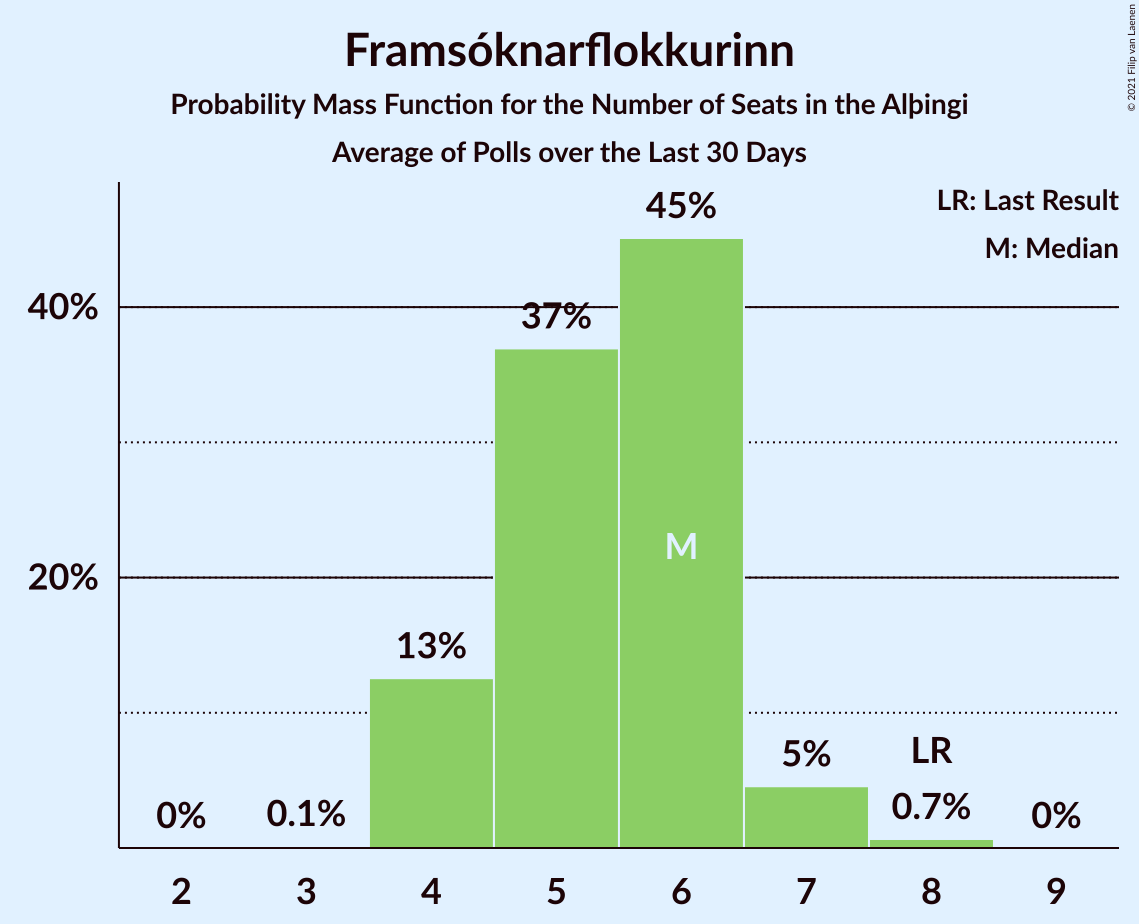 Framsóknarflokkurinn
Probability Mass Function for the Number of Seats in the Alþingi
Average of Polls over the Last 30 Days
© 2021 Filip van Laenen
LR: Last Result
M: Median
45%
40%
37%
M
20%
13%
5%
LR
0%
0.1%
0.7%
0%
2 3 4 5 6 7 8 9